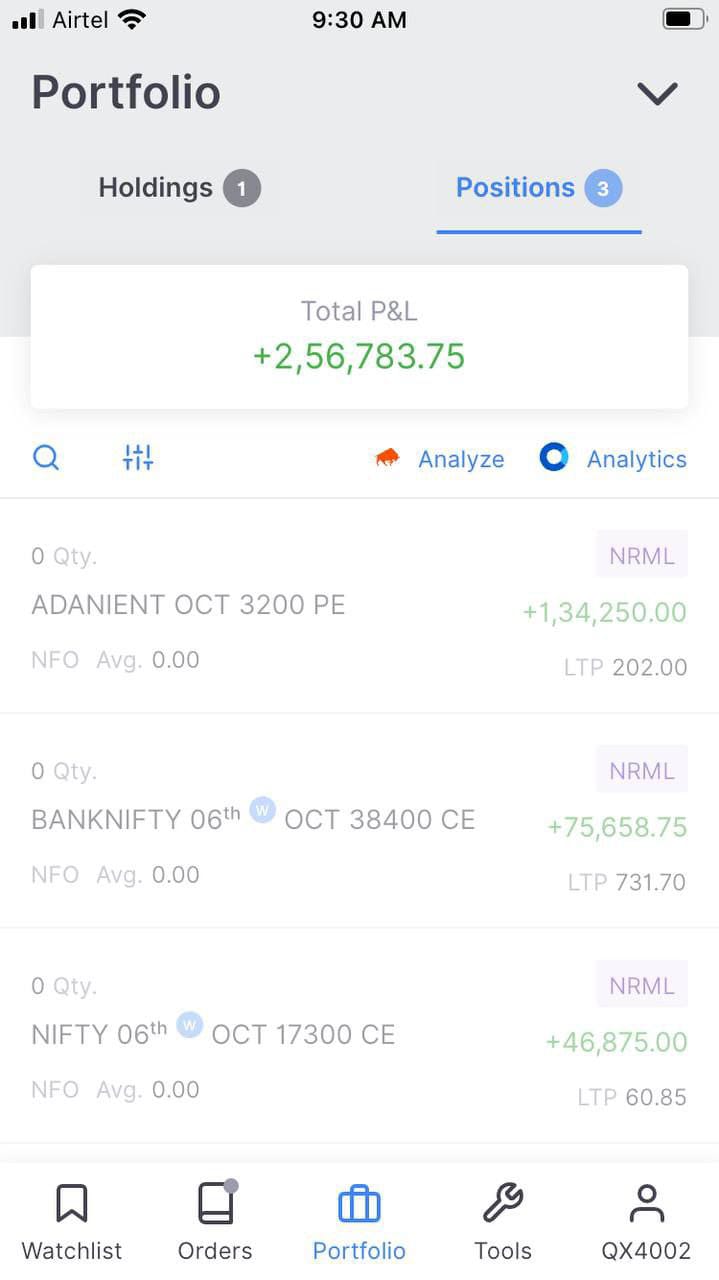 Airtel 9:30 AM
Portfolio
Holdings 1 Positions 3
Total P&L
+2,56,783.75
Analyze Analytics
0 Qty. NRML
ADANIENT OCT 3200 PE +1,34,250.00
NFO Avg. 0.00 LTP 202.00
0 Qty. NRML
BANKNIFTY 06th W OCT 38400 CE +75,658.75
NFO Avg. 0.00 LTP 731.70
0 Qty. NRML
NIFTY 06th W OCT 17300 CE +46,875.00
NFO Avg. 0.00 LTP 60.85
Watchlist Orders Portfolio Tools QX4002